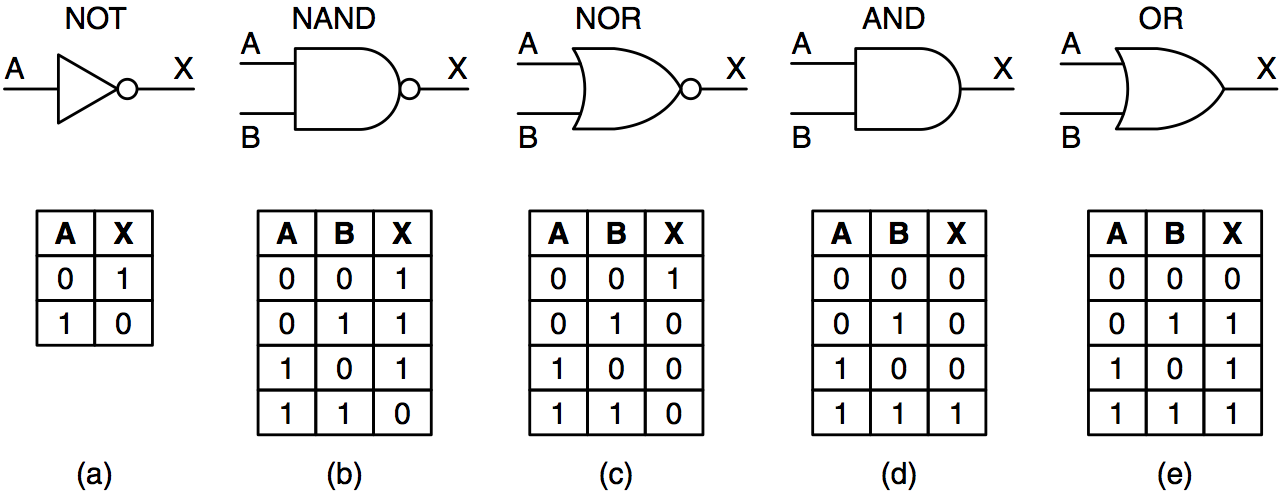 NOT NAND NOR AND OR
A X A X A X A X A X
B B B B
A X A B X A B X A B X A B X
0 1 0 0 1 0 0 1 0 0 0 0 0 0
1 0 0 1 1 0 1 0 0 1 0 0 1 1
1 0 1 1 0 0 1 0 0 1 0 1
1 1 0 1 1 0 1 1 1 1 1 1
(a) (b) (c) (d) (e)